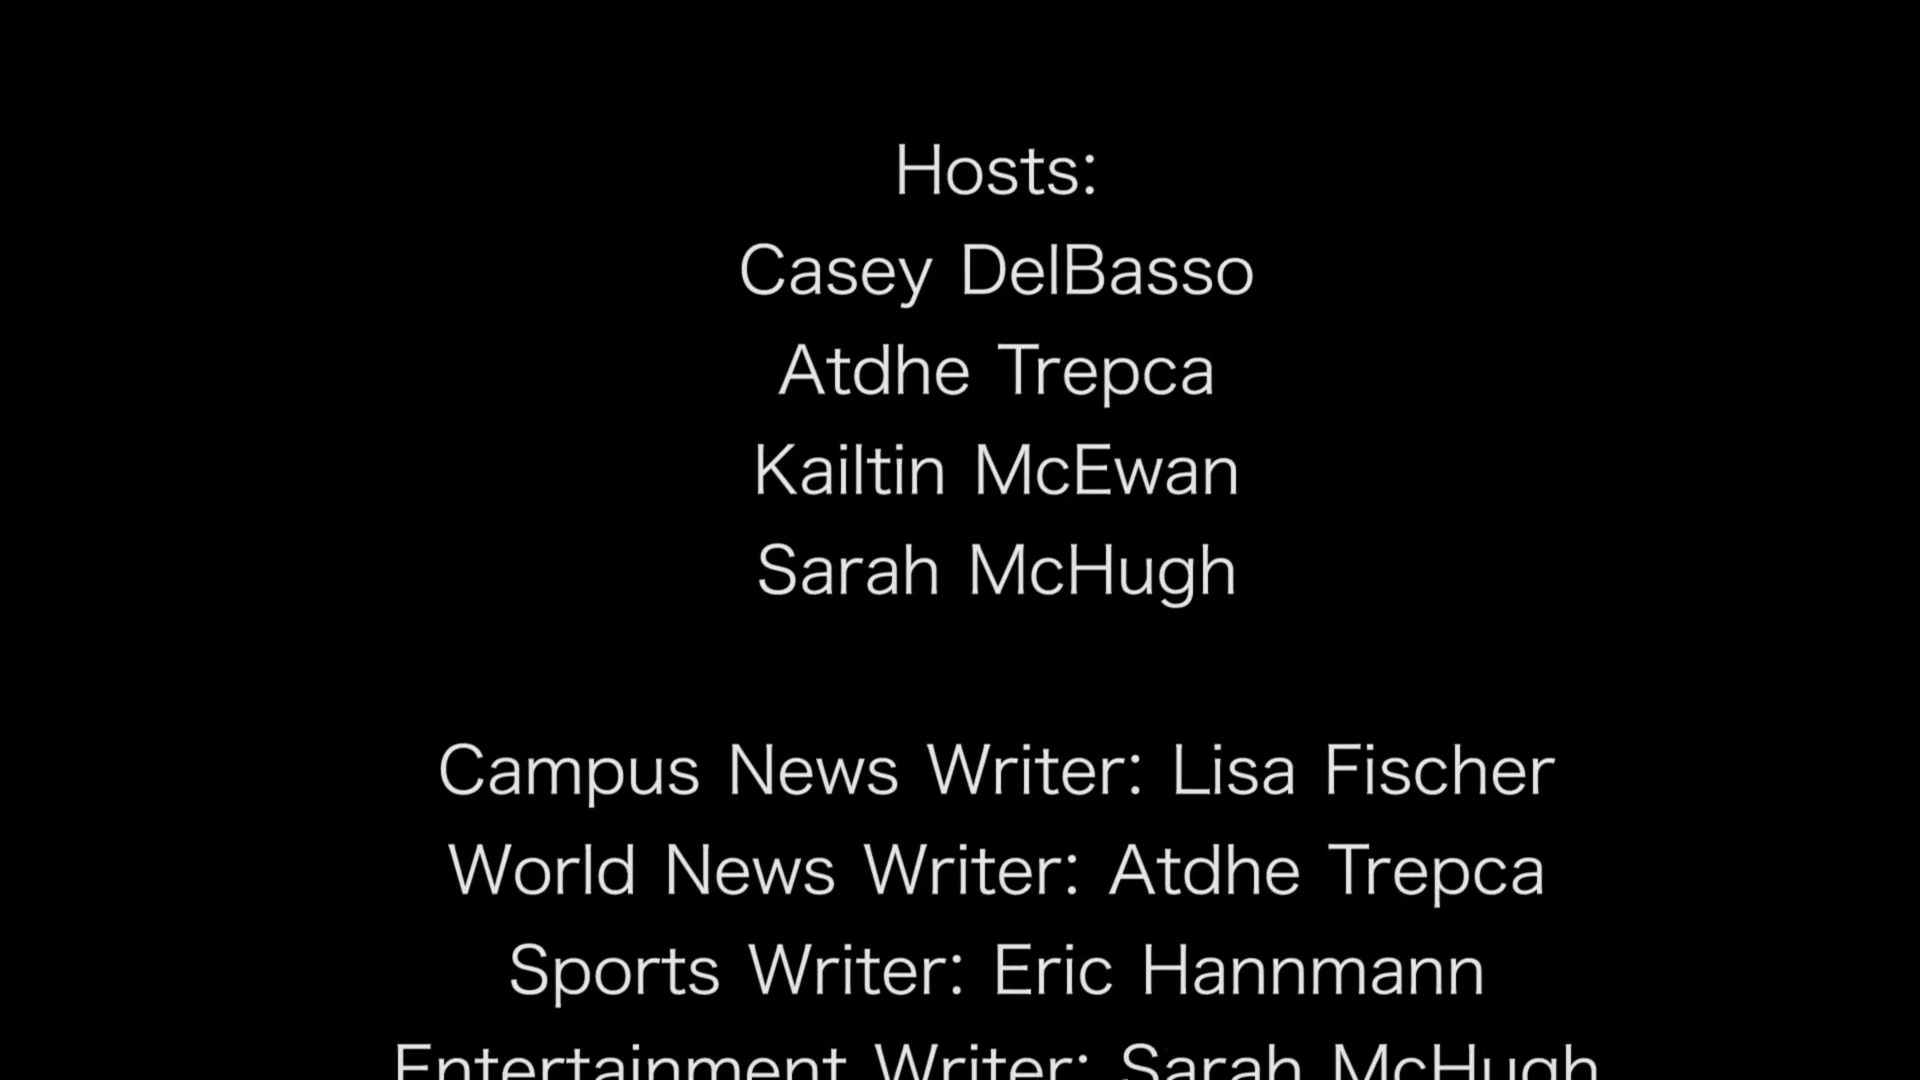 Hosts:
Casey DelBasso
Atdhe Trepca
Kailtin McEwan
Sarah McHugh
Campus News Writer: Lisa Fischer
World News Writer: Atdhe Trepca
Sports Writer: Eric Hannmann
Entertainment Writer: Sarah McHugh